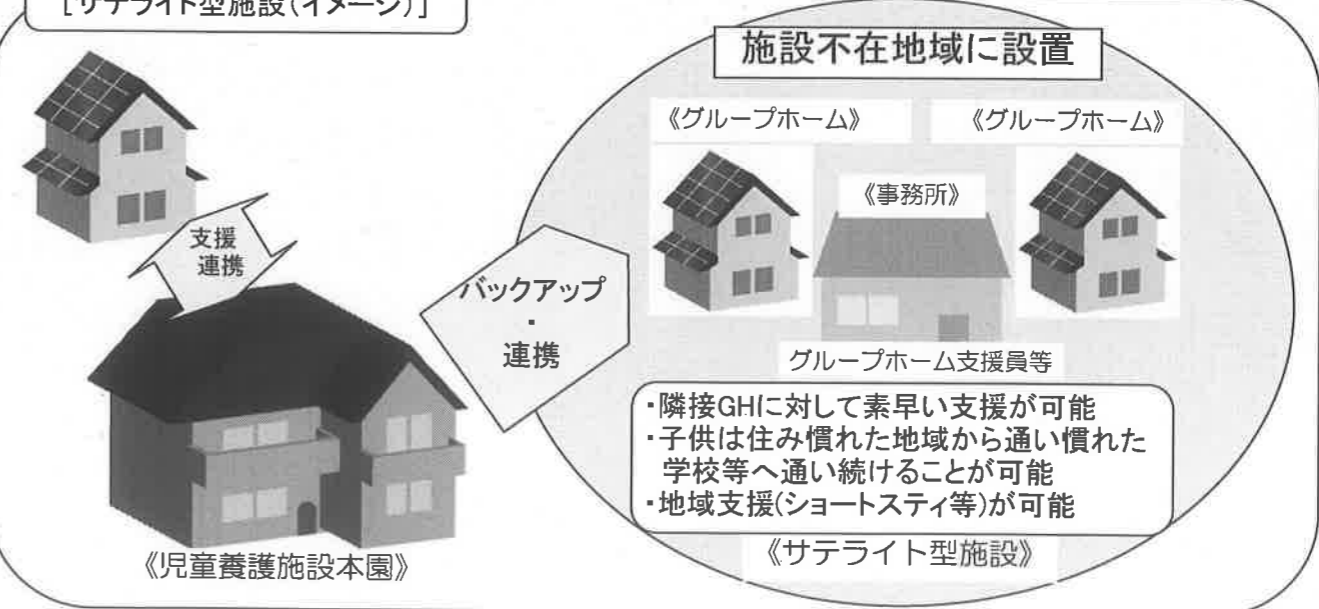 ［サテライト型施設（イメージ）］
施設不在地域に設置
《グループホーム》
《グループホーム》
《事務所》
支援
連携
バックアップ
・
連携
グループホーム支援員等
・隣接GHに対して素早い支援が可能
・子供は住み慣れた地域から通い慣れた
学校等へ通い続けることが可能
・地域支援(ショートスティ等)が可能
《児童養護施設本園》
《サテライト型施設》